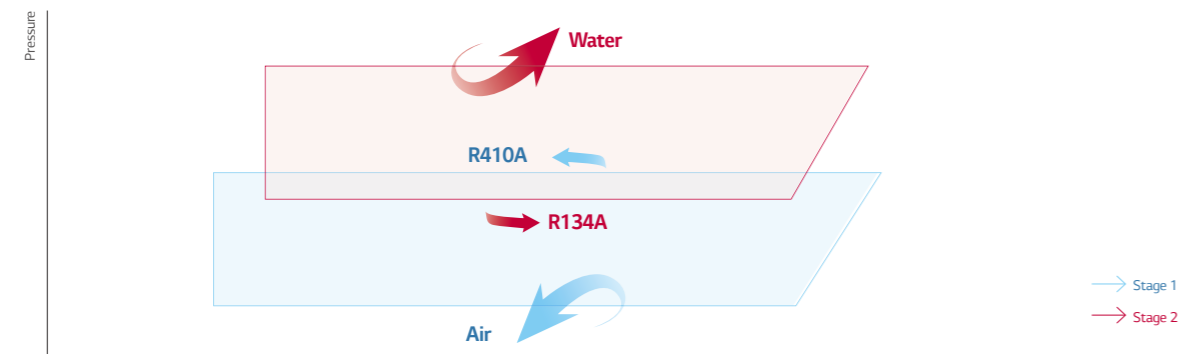 Pressure
Water
R410A
R134A
Air
Stage 1
Stage 2